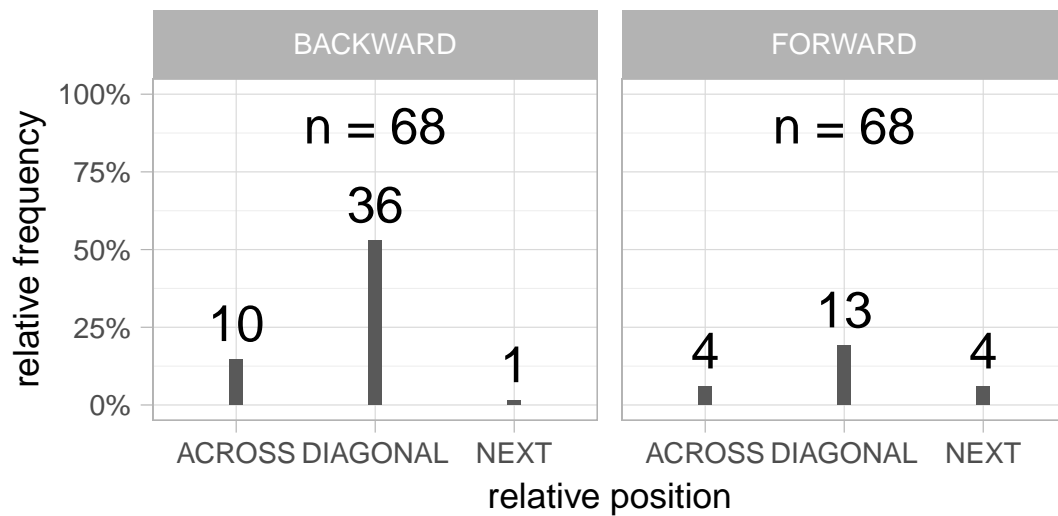 BACKWARD FORWARD
100%
n = 68 n = 68
75%
36
50%
10 13
25%
4 4
1
0%
ACROSS DIAGONAL NEXT ACROSS DIAGONAL NEXT
relative position
relative frequency